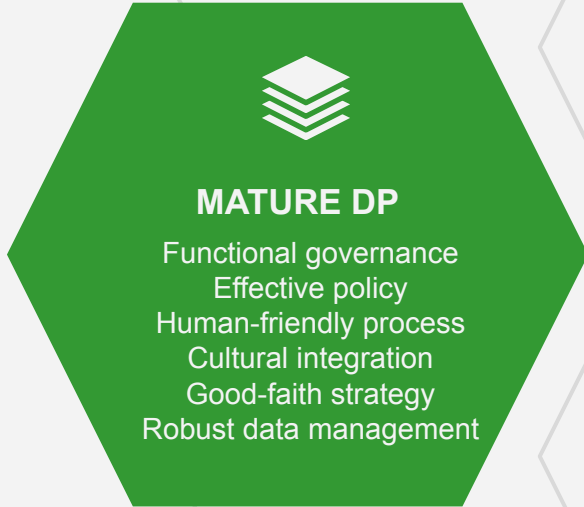 MATURE DP
Functional governance
Effective policy
Human-friendly process
Cultural integration
Good-faith strategy
Robust data management